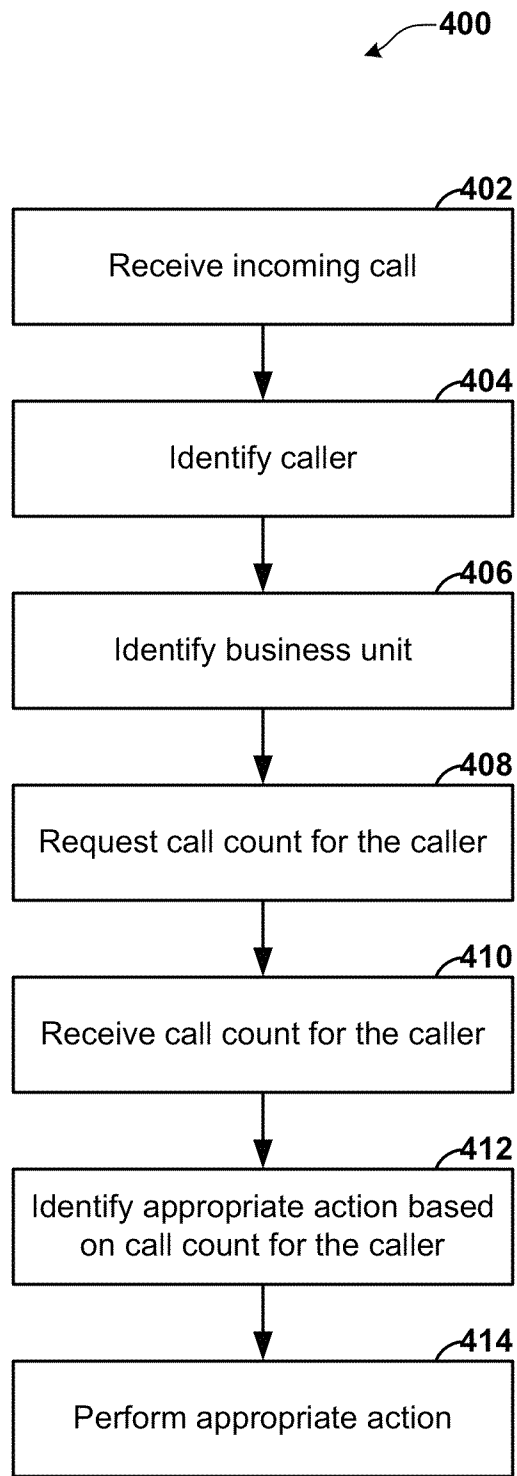 400
402
Receive incoming call
404
Identify caller
406
Identify business unit
408
Request call count for the caller
410
Receive call count for the caller
412
Identify appropriate action based
on call count for the caller
414
Perform appropriate action